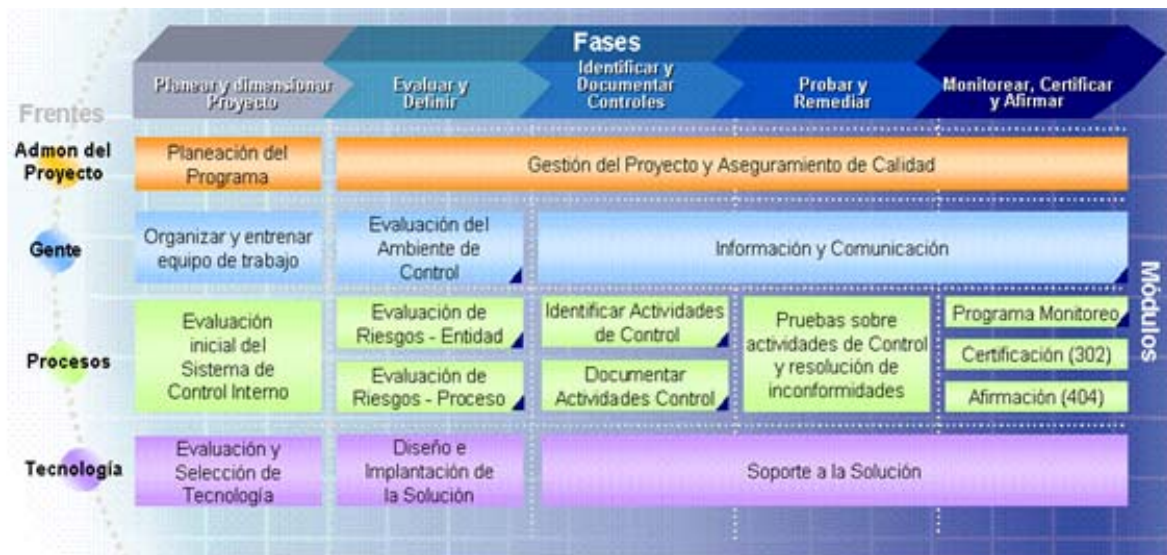 Fases
Planear y dimensionar
Proyecto
Evaluar y
Definir
Identificar y
Documentar
Controles
Probar y
Remediar
Monitorear, Certificar
y Afirmar
Frentes
Módulos
Admon del
Proyecto
Planeación del
Programa
Gestión del Proyecto y Aseguramiento de Calidad
Gente
Organizar y entrenar
equipo de trabajo
Evaluación del
Ambiente de
Control
Información y Comunicación
Procesos
Evaluación
inicial del
Sistema de
Control Interno
Evaluación de
Riesgos - Entidad
Evaluación de
Riesgos - Proceso
Identificar Actividades
de Control
Documentar
Actividades Control
Pruebas sobre
actividades de Control
y resolución de
inconformidades
Programa Monitoreo
Certificación (302)
Afirmación (404)
Tecnología
Evaluación y
Selección de
Tecnología
Diseño e
Implantación de
la Solución
Soporte a la Solución